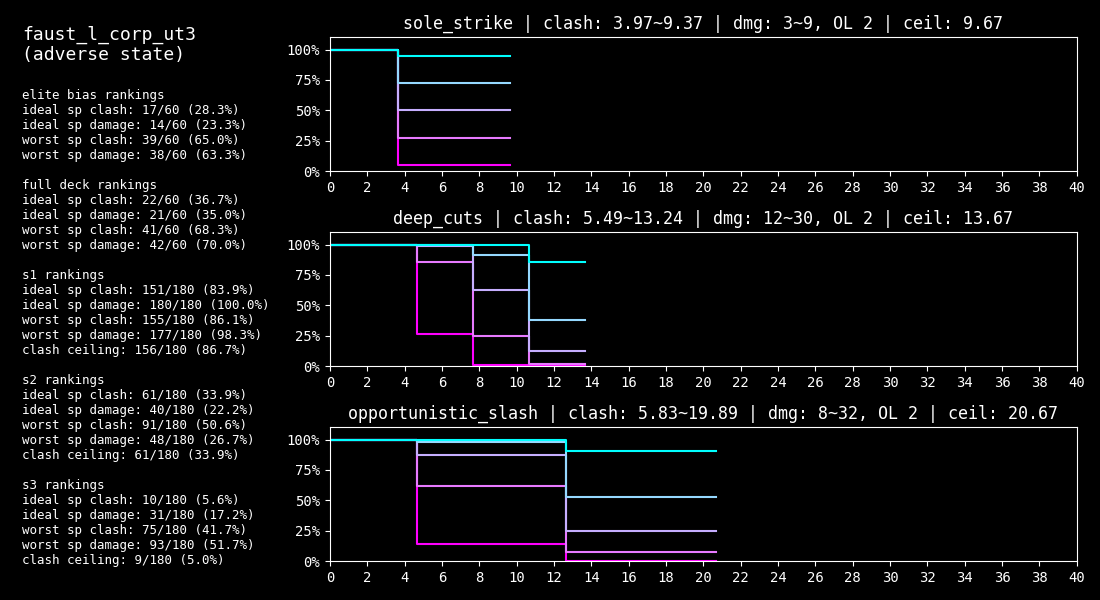 faust_l_corp_ut3
(adverse state)
elite bias rankings
ideal sp clash: 17/60 (28.3%)
ideal sp damage: 14/60 (23.3%)
worst sp clash: 39/60 (65.0%)
worst sp damage: 38/60 (63.3%)
full deck rankings
ideal sp clash: 22/60 (36.7%)
ideal sp damage: 21/60 (35.0%)
worst sp clash: 41/60 (68.3%)
worst sp damage: 42/60 (70.0%)
s1 rankings
ideal sp clash: 151/180 (83.9%)
ideal sp damage: 180/180 (100.0%)
worst sp clash: 155/180 (86.1%)
worst sp damage: 177/180 (98.3%)
clash ceiling: 156/180 (86.7%)
s2 rankings
ideal sp clash: 61/180 (33.9%)
ideal sp damage: 40/180 (22.2%)
worst sp clash: 91/180 (50.6%)
worst sp damage: 48/180 (26.7%)
clash ceiling: 61/180 (33.9%)
s3 rankings
ideal sp clash: 10/180 (5.6%)
ideal sp damage: 31/180 (17.2%)
worst sp clash: 75/180 (41.7%)
worst sp damage: 93/180 (51.7%)
clash ceiling: 9/180 (5.0%)
sole_strike | clash: 3.97~9.37 | dmg: 3~9, OL 2 | ceil: 9.67
100%
75%
50%
25%
0%
0 2 4 6 8 10 12 14 16 18 20 22 24 26 28 30 32 34 36 38 40
deep_cuts | clash: 5.49~13.24 | dmg: 12~30, OL 2 | ceil: 13.67
100%
75%
50%
25%
0%
0 2 4 6 8 10 12 14 16 18 20 22 24 26 28 30 32 34 36 38 40
opportunistic_slash | clash: 5.83~19.89 | dmg: 8~32, OL 2 | ceil: 20.67
100%
75%
50%
25%
0%
0 2 4 6 8 10 12 14 16 18 20 22 24 26 28 30 32 34 36 38 40